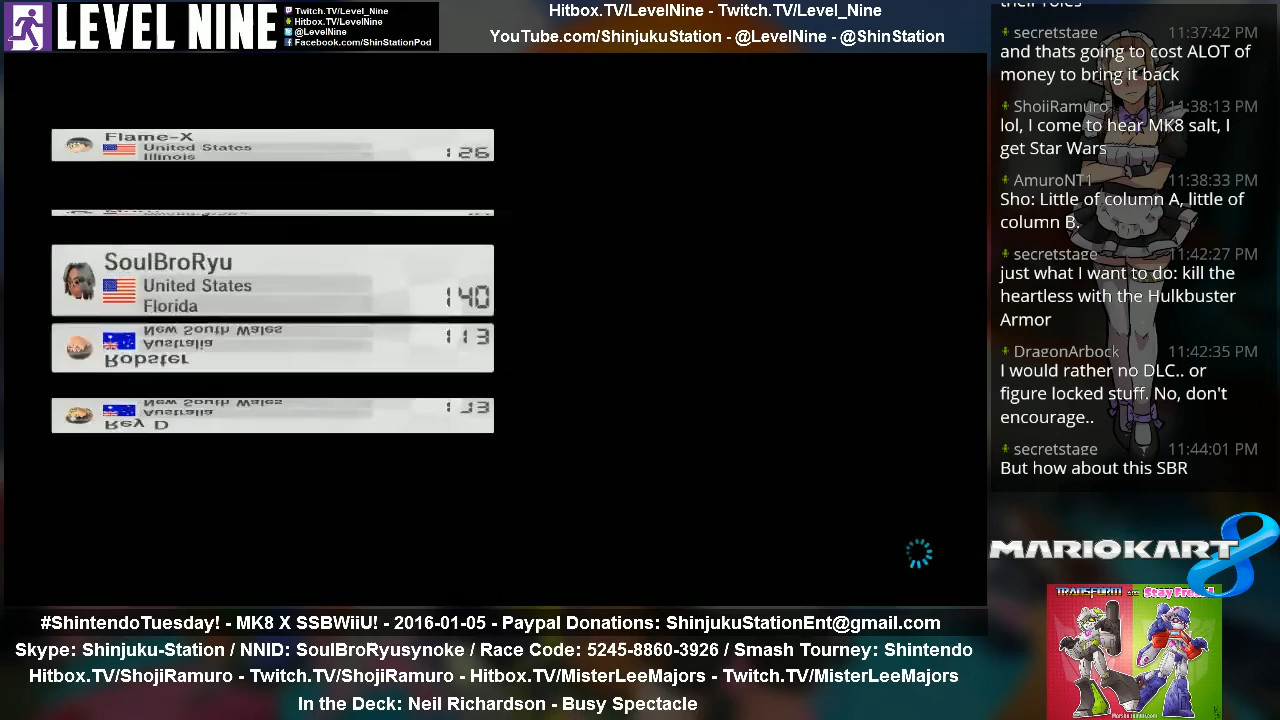 LEVEL NINE
Twitch.TV/Level_Nine
Hitbox.TV/LevelNine
@LevelNine
Facebook.com/ShinStationPod
Hitbox.TV/LevelNine - Twitch.TV/Level_Nine
YouTube.com/ShinjukuStation - @LevelNine - @ShinStation
Flame-X
United States
Illinois
126
SoulBroRyu
United States
Florida
140
New South Wales
Australia
Robster
113
New South Wales
Australia
Rey D
173
their roles
secretstage 11:37:42 PM
and thats going to cost ALOT of
money to bring it back
ShojiRamuro 11:38:13 PM
lol, I come to hear MK8 salt, I
get Star Wars
AmuroNT1 11:38:33 PM
Sho: Little of column A, little of
column B.
secretstage 11:42:27 PM
just what I want to do: kill the
heartless with the Hulkbuster
Armor
DragonArbock 11:42:35 PM
I would rather no DLC.. or
figure locked stuff. No, don't
encourage..
secretstage 11:44:01 PM
But how about this SBR
MARIOKART 8
TRANSFORM and Stay Freaky!
#ShintendoTuesday! - MK8 X SSBWiiU! - 2016-01-05 - Paypal Donations: ShinjukuStationEnt@gmail.com
Skype: Shinjuku-Station / NNID: SoulBroRyusynoke / Race Code: 5245-8860-3926 / Smash Tourney: Shintendo
Hitbox.TV/ShojiRamuro - Twitch.TV/ShojiRamuro - Hitbox.TV/MisterLeeMajors - Twitch.TV/MisterLeeMajors
In the Deck: Neil Richardson - Busy Spectacle